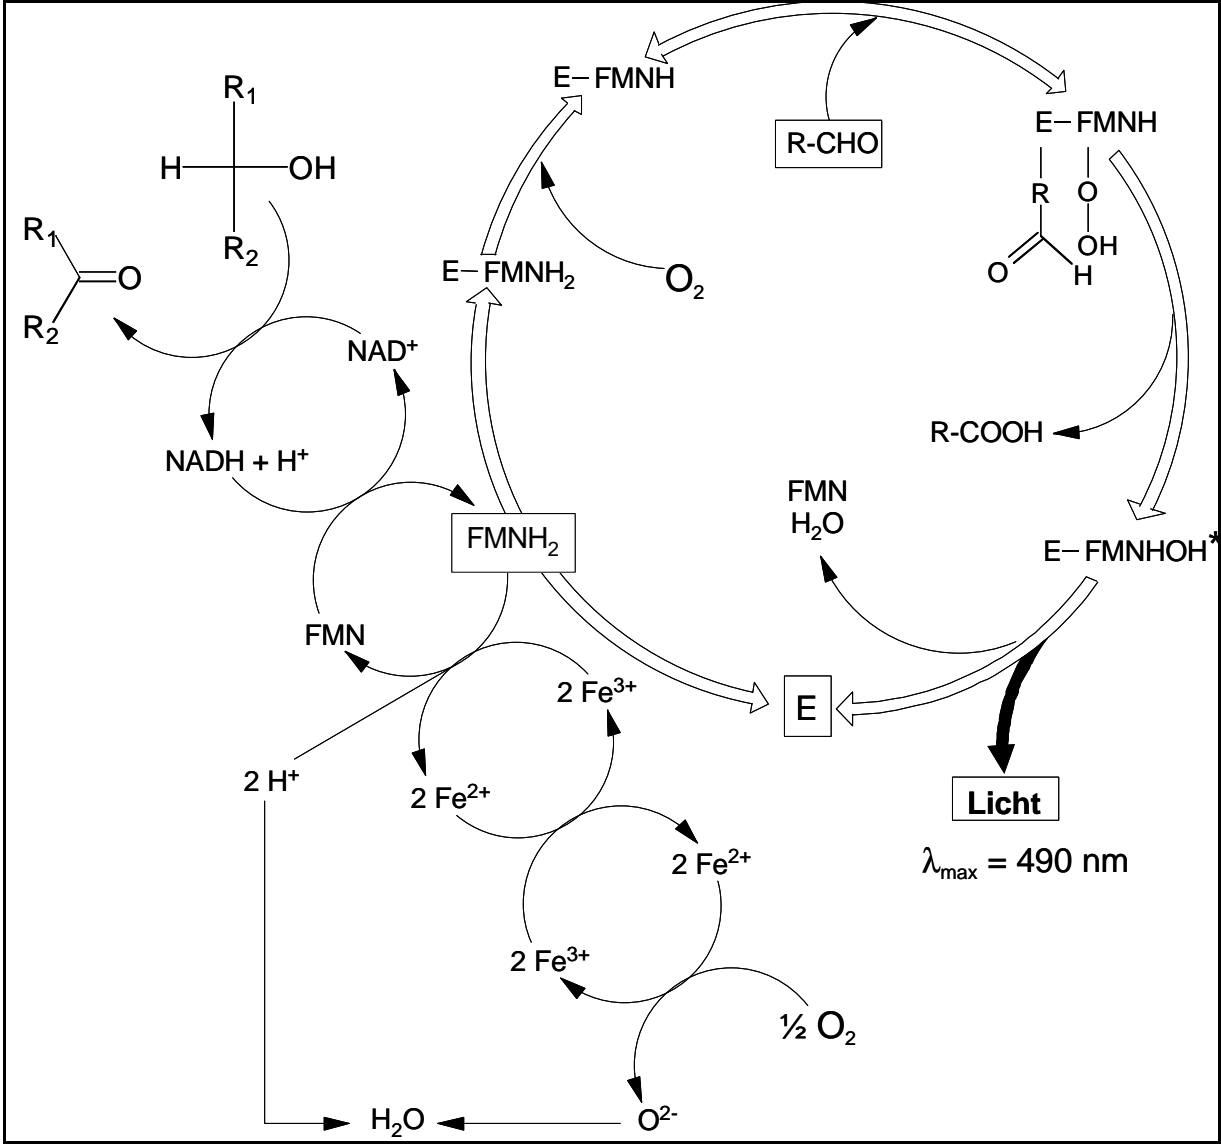 E–FMNH
R-CHO
E–FMNH
R
O
OH
O
H
R₁
H
OH
R₂
R₁
O
R₂
E–FMNH₂
O₂
NAD⁺
NADH + H⁺
R-COOH
FMN
H₂O
FMNH₂
E–FMNHOH*
FMN
2 Fe³⁺
E
2 H⁺
2 Fe²⁺
Licht
λmax = 490 nm
2 Fe²⁺
2 Fe³⁺
½ O₂
H₂O
O²⁻